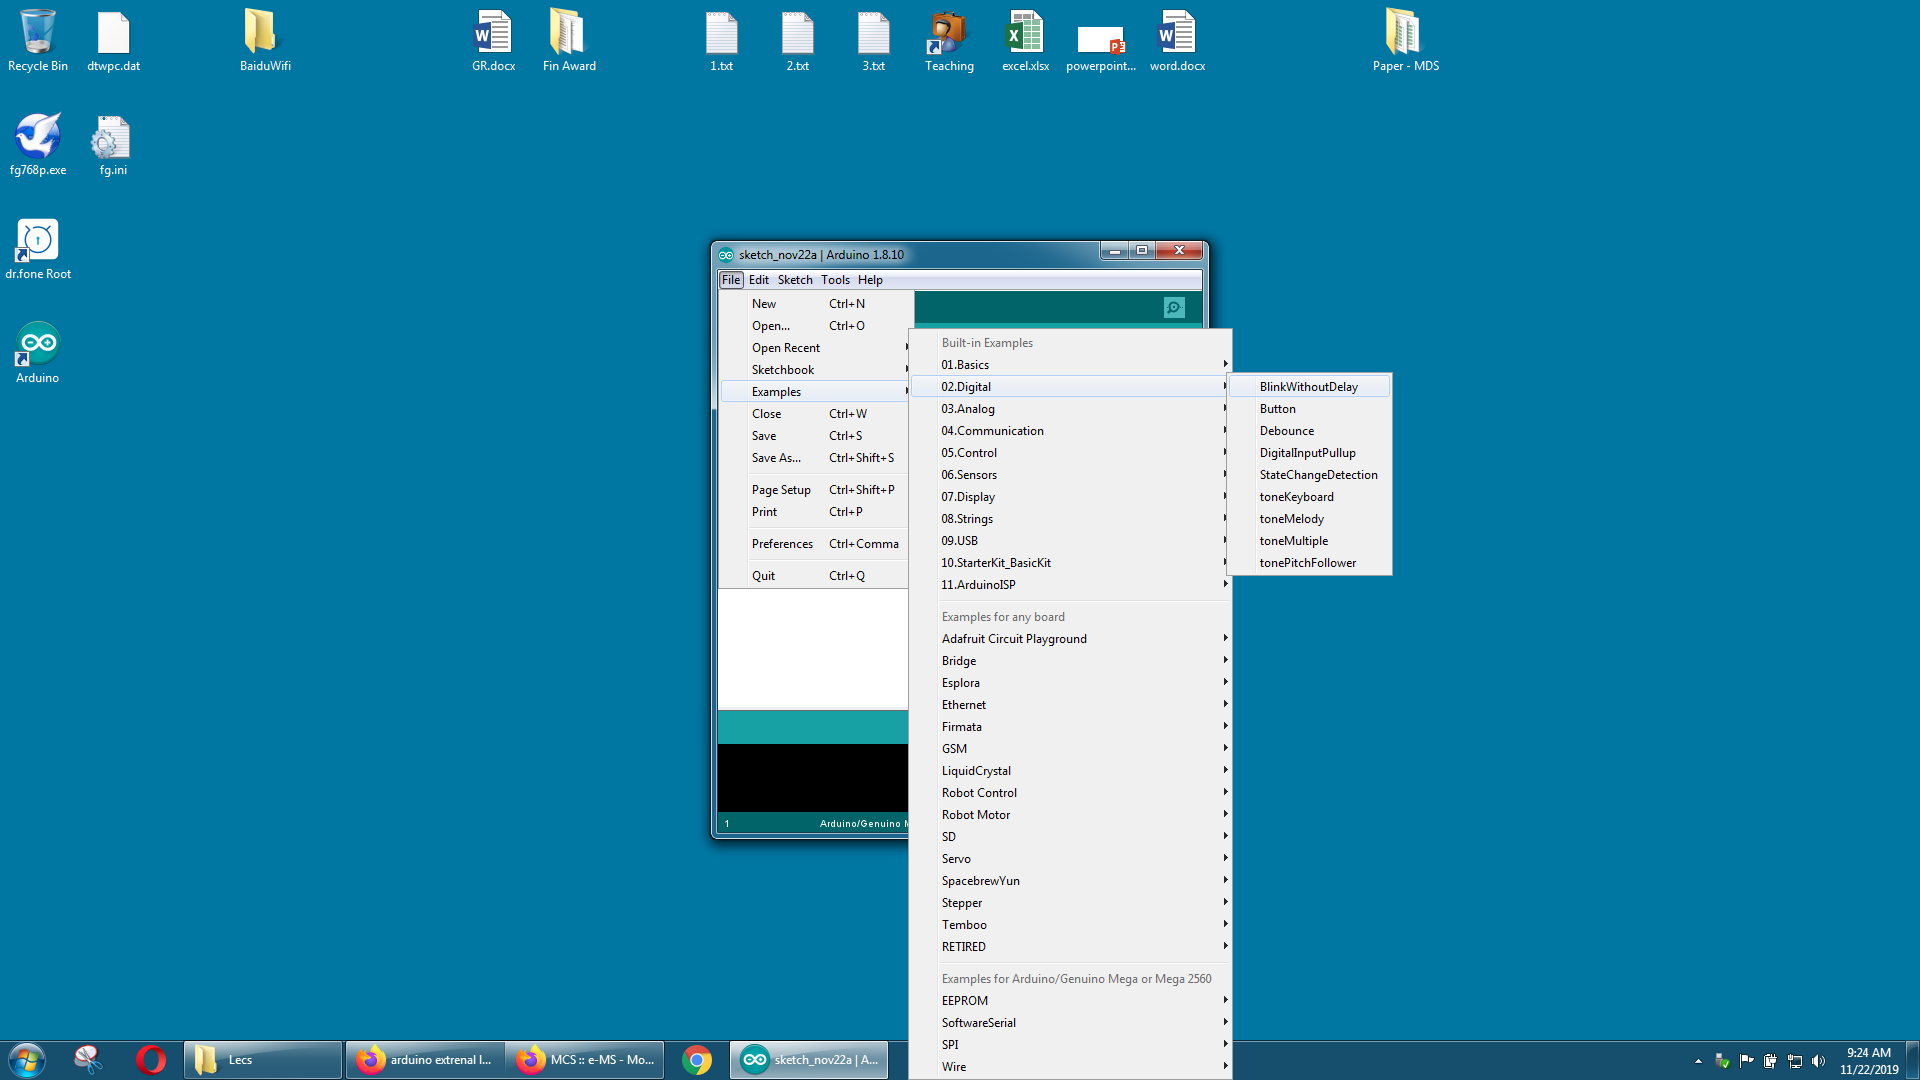 Recycle Bin
dtwpc.dat
BaiduWifi
GR.docx
Fin Award
1.txt
2.txt
3.txt
Teaching
excel.xlsx
powerpoint...
word.docx
Paper - MDS
fg768p.exe
fg.ini
dr.fone Root
Arduino
sketch_nov22a | Arduino 1.8.10
File Edit Sketch Tools Help
New Ctrl+N
Open... Ctrl+O
Open Recent
Sketchbook
Examples
Close Ctrl+W
Save Ctrl+S
Save As... Ctrl+Shift+S
Page Setup Ctrl+Shift+P
Print Ctrl+P
Preferences Ctrl+Comma
Quit Ctrl+Q
Built-in Examples
01.Basics
02.Digital
03.Analog
04.Communication
05.Control
06.Sensors
07.Display
08.Strings
09.USB
10.StarterKit_BasicKit
11.ArduinoISP
Examples for any board
Adafruit Circuit Playground
Bridge
Esplora
Ethernet
Firmata
GSM
LiquidCrystal
Robot Control
Robot Motor
SD
Servo
SpacebrewYun
Stepper
Temboo
RETIRED
Examples for Arduino/Genuino Mega or Mega 2560
EEPROM
SoftwareSerial
SPI
Wire
BlinkWithoutDelay
Button
Debounce
DigitalInputPullup
StateChangeDetection
toneKeyboard
toneMelody
toneMultiple
tonePitchFollower
1 Arduino/Genuino M
Lecs
arduino extrenal I...
MCS :: e-MS - Mo...
sketch_nov22a | A...
9:24 AM
11/22/2019